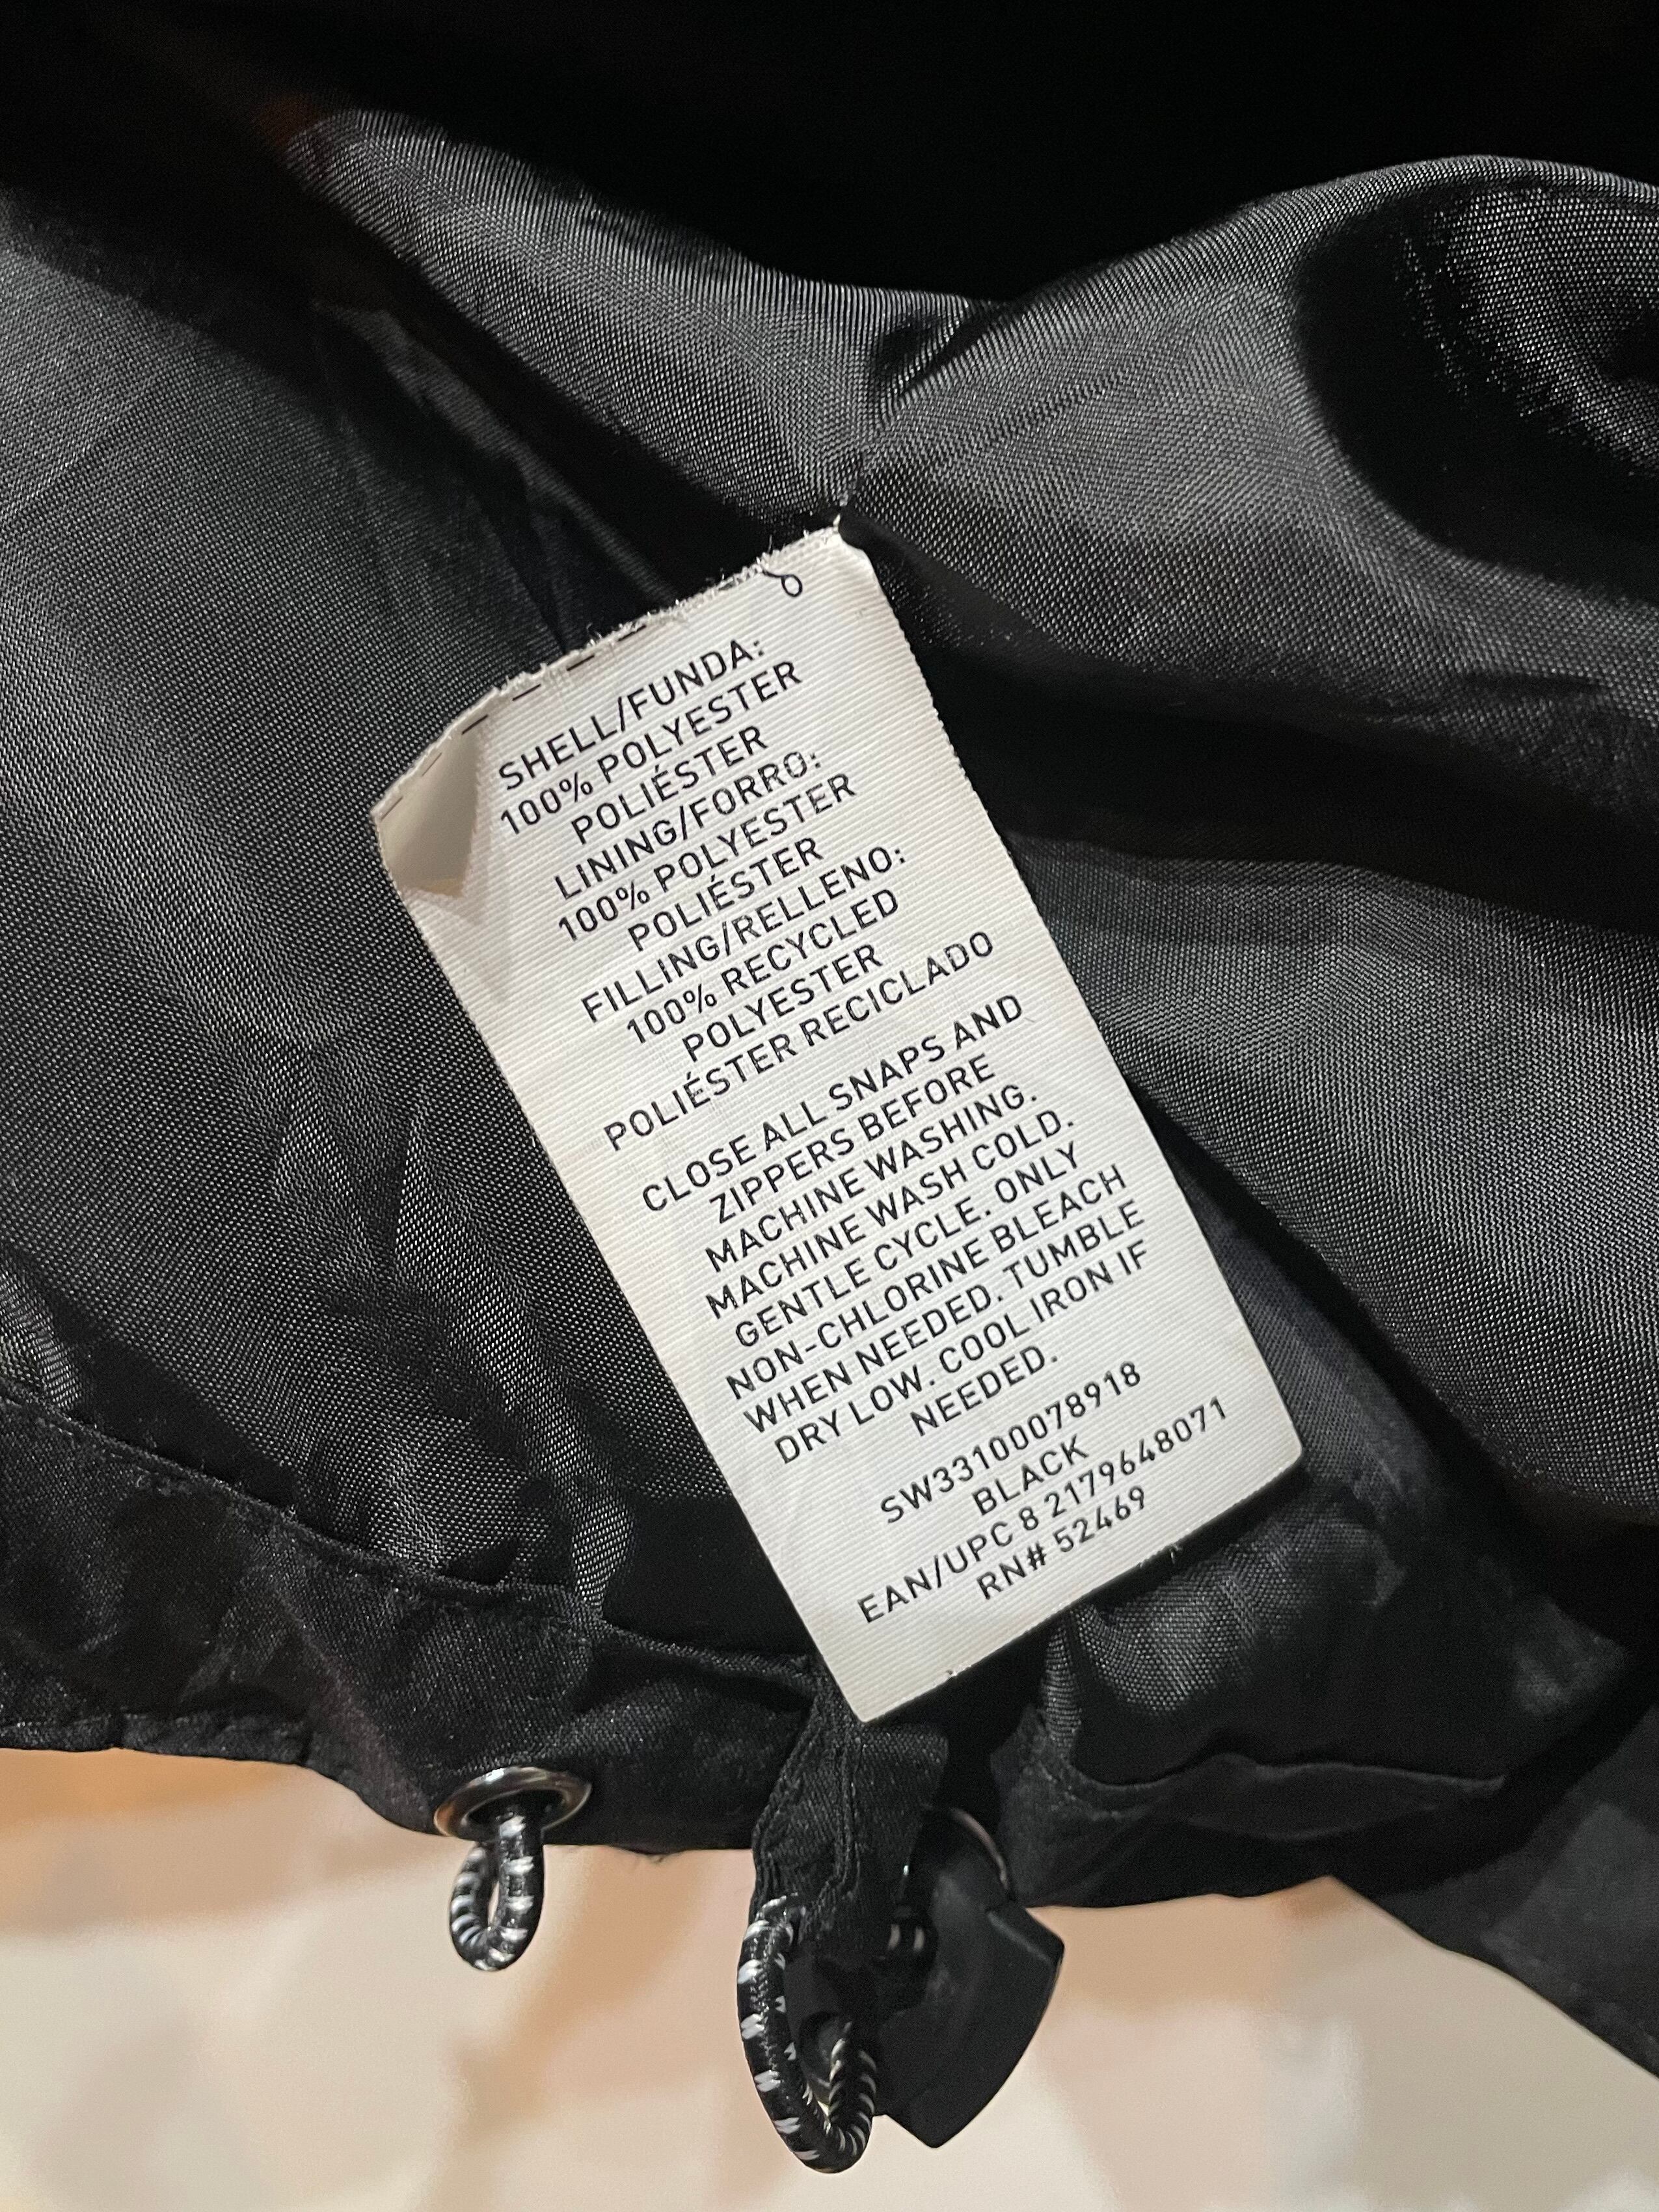 SHELL/FUNDA:
100% POLYESTER
POLIÉSTER
LINING/FORRO:
100% POLYESTER
POLIÉSTER
FILLING/RELLENO:
100% RECYCLED
POLYESTER
POLIÉSTER RECICLADO
CLOSE ALL SNAPS AND
ZIPPERS BEFORE
MACHINE WASHING.
MACHINE WASH COLD.
GENTLE CYCLE. ONLY
NON-CHLORINE BLEACH
WHEN NEEDED. TUMBLE
DRY LOW. COOL IRON IF
NEEDED.
SW33100078918
BLACK
EAN/UPC 8 2179648071
RN# 52469